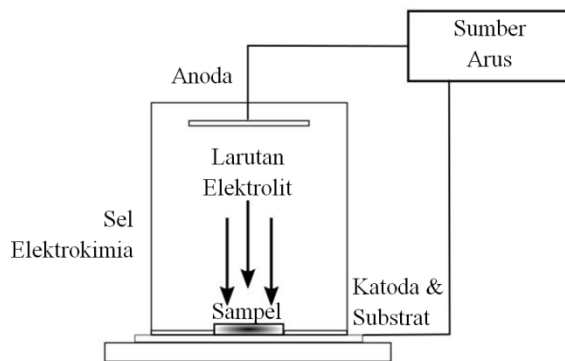 Sumber
Arus
Anoda
Larutan
Elektrolit
Sel
Elektrokimia
Sampel
Katoda &
Substrat